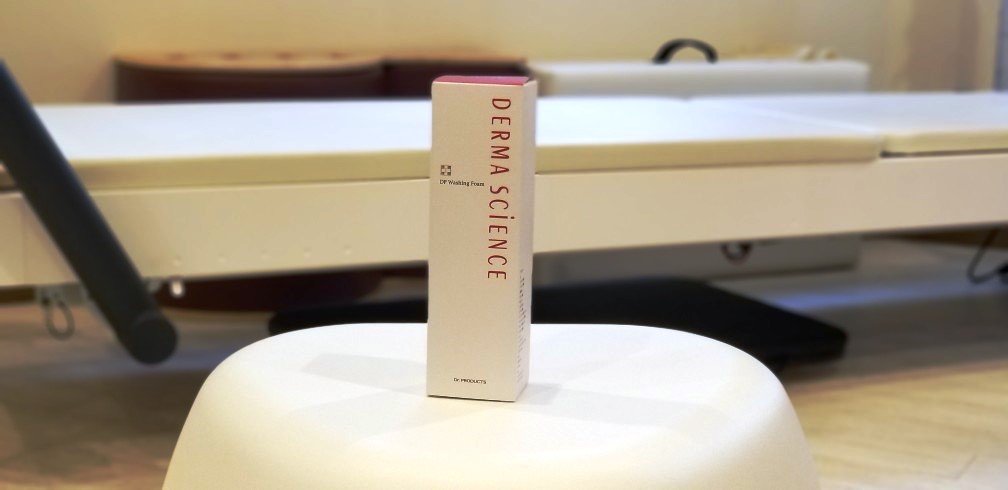 DERMA SCiENCE
DP Washing Foam
Dr. PRODUCTS